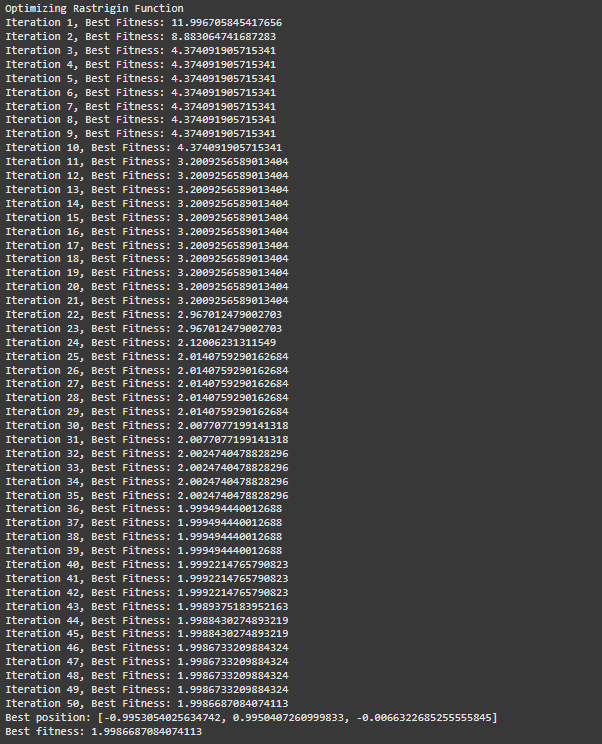 Optimizing Rastrigin Function
Iteration 1, Best Fitness: 11.996705845417656
Iteration 2, Best Fitness: 8.883064741687283
Iteration 3, Best Fitness: 4.374091905715341
Iteration 4, Best Fitness: 4.374091905715341
Iteration 5, Best Fitness: 4.374091905715341
Iteration 6, Best Fitness: 4.374091905715341
Iteration 7, Best Fitness: 4.374091905715341
Iteration 8, Best Fitness: 4.374091905715341
Iteration 9, Best Fitness: 4.374091905715341
Iteration 10, Best Fitness: 4.374091905715341
Iteration 11, Best Fitness: 3.2009256589013404
Iteration 12, Best Fitness: 3.2009256589013404
Iteration 13, Best Fitness: 3.2009256589013404
Iteration 14, Best Fitness: 3.2009256589013404
Iteration 15, Best Fitness: 3.2009256589013404
Iteration 16, Best Fitness: 3.2009256589013404
Iteration 17, Best Fitness: 3.2009256589013404
Iteration 18, Best Fitness: 3.2009256589013404
Iteration 19, Best Fitness: 3.2009256589013404
Iteration 20, Best Fitness: 3.2009256589013404
Iteration 21, Best Fitness: 3.2009256589013404
Iteration 22, Best Fitness: 2.967012479002703
Iteration 23, Best Fitness: 2.967012479002703
Iteration 24, Best Fitness: 2.12006231311549
Iteration 25, Best Fitness: 2.0140759290162684
Iteration 26, Best Fitness: 2.0140759290162684
Iteration 27, Best Fitness: 2.0140759290162684
Iteration 28, Best Fitness: 2.0140759290162684
Iteration 29, Best Fitness: 2.0140759290162684
Iteration 30, Best Fitness: 2.0077077199141318
Iteration 31, Best Fitness: 2.0077077199141318
Iteration 32, Best Fitness: 2.0024740478828296
Iteration 33, Best Fitness: 2.0024740478828296
Iteration 34, Best Fitness: 2.0024740478828296
Iteration 35, Best Fitness: 2.0024740478828296
Iteration 36, Best Fitness: 1.999494440012688
Iteration 37, Best Fitness: 1.999494440012688
Iteration 38, Best Fitness: 1.999494440012688
Iteration 39, Best Fitness: 1.999494440012688
Iteration 40, Best Fitness: 1.9992214765790823
Iteration 41, Best Fitness: 1.9992214765790823
Iteration 42, Best Fitness: 1.9992214765790823
Iteration 43, Best Fitness: 1.9989375183952163
Iteration 44, Best Fitness: 1.9988430274893219
Iteration 45, Best Fitness: 1.9988430274893219
Iteration 46, Best Fitness: 1.9986733209884324
Iteration 47, Best Fitness: 1.9986733209884324
Iteration 48, Best Fitness: 1.9986733209884324
Iteration 49, Best Fitness: 1.9986733209884324
Iteration 50, Best Fitness: 1.9986687084074113
Best position: [-0.9953054025634742, 0.9950407260999833, -0.0066322685255555845]
Best fitness: 1.9986687084074113